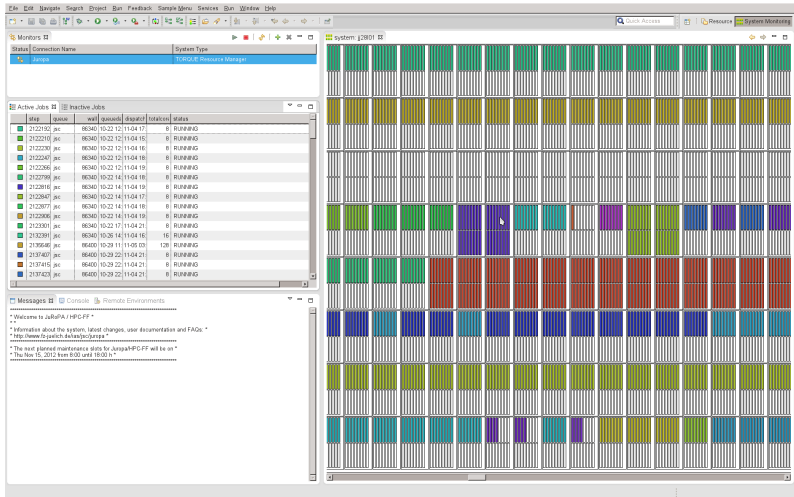 File Edit Navigate Search Project Run Feedback Sample Menu Services Run Window Help
Quick Access Resource System Monitoring
Monitors
Status Connection Name System Type
Juropa TORQUE Resource Manager
Active Jobs Inactive Jobs
step queue wall queueda dispatch totalcore status
2122192 jsc 86340 10-22 12 11-04 17: 8 RUNNING
2122210 jsc 86340 10-22 12 11-04 15: 8 RUNNING
2122230 jsc 86340 10-22 12 11-04 16: 8 RUNNING
2122247 jsc 86340 10-22 12 11-04 18: 8 RUNNING
2122266 jsc 86340 10-22 12 11-04 19: 8 RUNNING
2122799 jsc 86340 10-22 14 11-04 18: 8 RUNNING
2122816 jsc 86340 10-22 14 11-04 19: 8 RUNNING
2122847 jsc 86340 10-22 14 11-04 17: 8 RUNNING
2122877 jsc 86340 10-22 14 11-04 18: 8 RUNNING
2122906 jsc 86340 10-22 14 11-04 19: 8 RUNNING
2123301 jsc 86340 10-22 17 11-04 21: 8 RUNNING
2132391 jsc 86340 10-26 14 11-04 16: 16 RUNNING
2135646 jsc 86400 10-29 11 11-05 03: 128 RUNNING
2137407 jsc 86400 10-29 22 11-04 21: 8 RUNNING
2137415 jsc 86400 10-29 22 11-04 21: 8 RUNNING
2137423 jsc 86400 10-29 22 11-04 21: 8 RUNNING
Messages Console Remote Environments
* Welcome to JuRoPA / HPC-FF *
* Information about the system, latest changes, user documentation and FAQs: *
* http://www.fz-juelich.de/ias/jsc/juropa *
* The next planned maintenance slots for Juropa/HPC-FF will be on *
* Thu Nov 15, 2012 from 8:00 until 18:00 h *
system: jj28l01